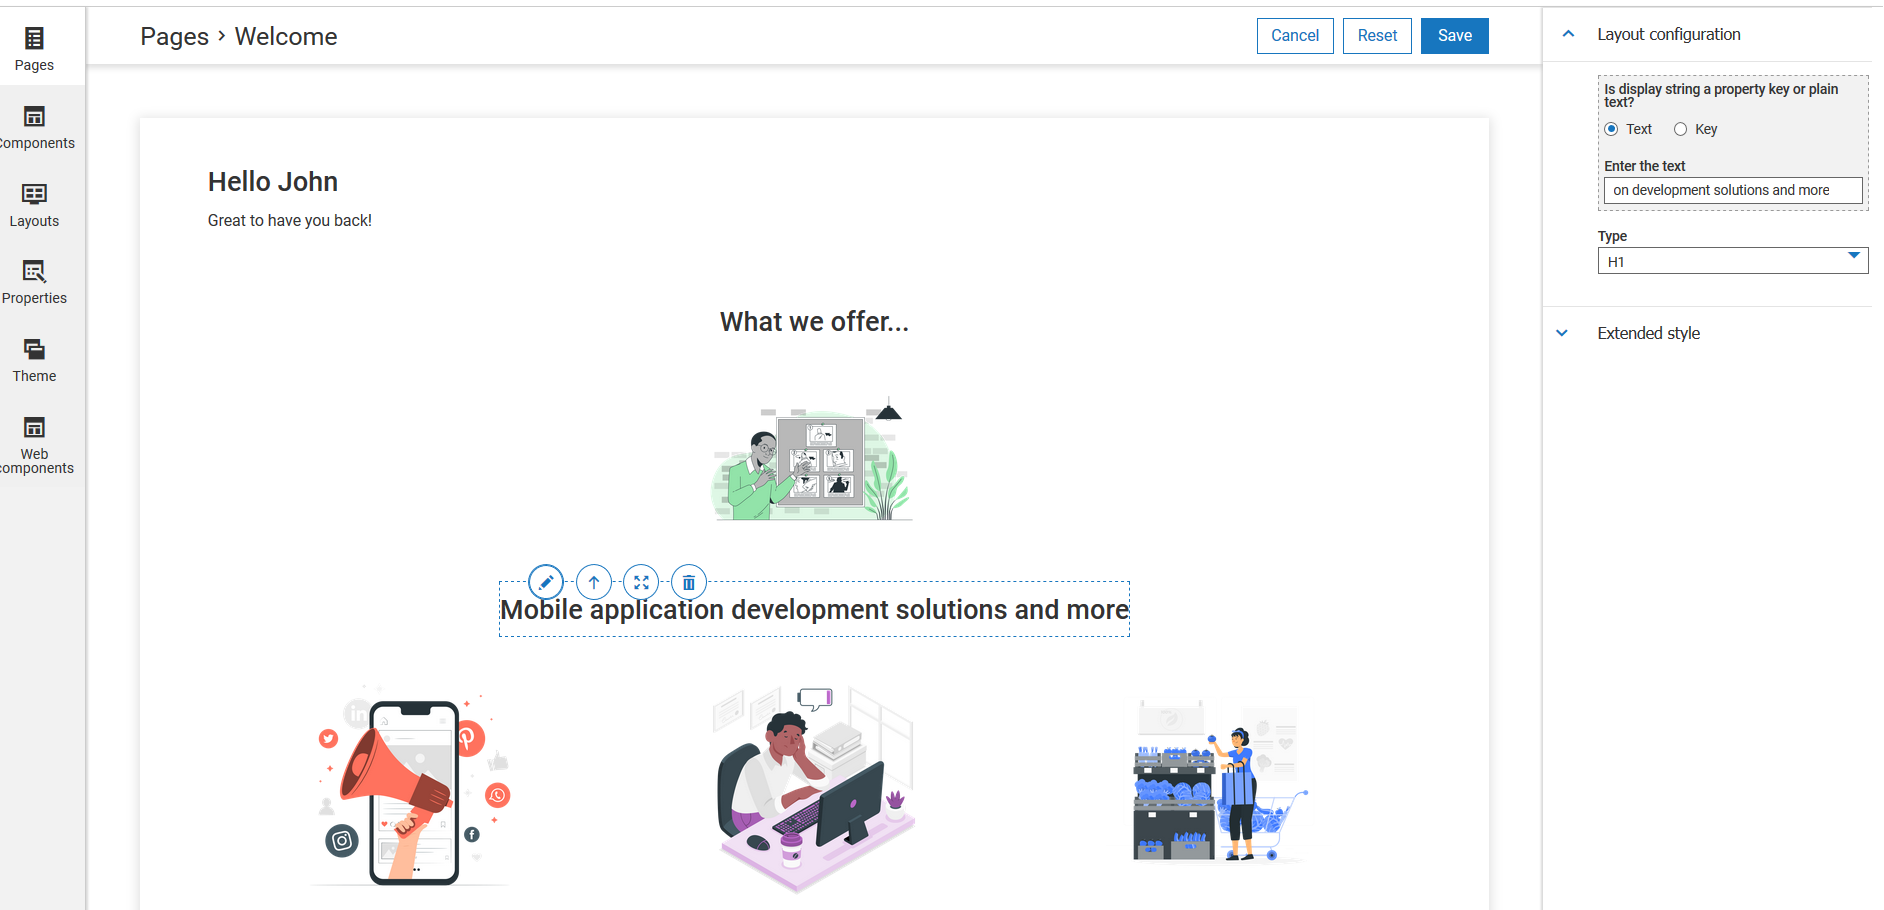 Pages
Components
Layouts
Properties
Theme
Web
components
Pages › Welcome
Cancel
Reset
Save
Hello John
Great to have you back!
What we offer...
Mobile application development solutions and more
Layout configuration
Is display string a property key or plain
text?
Text
Key
Enter the text
on development solutions and more
Type
H1
Extended style